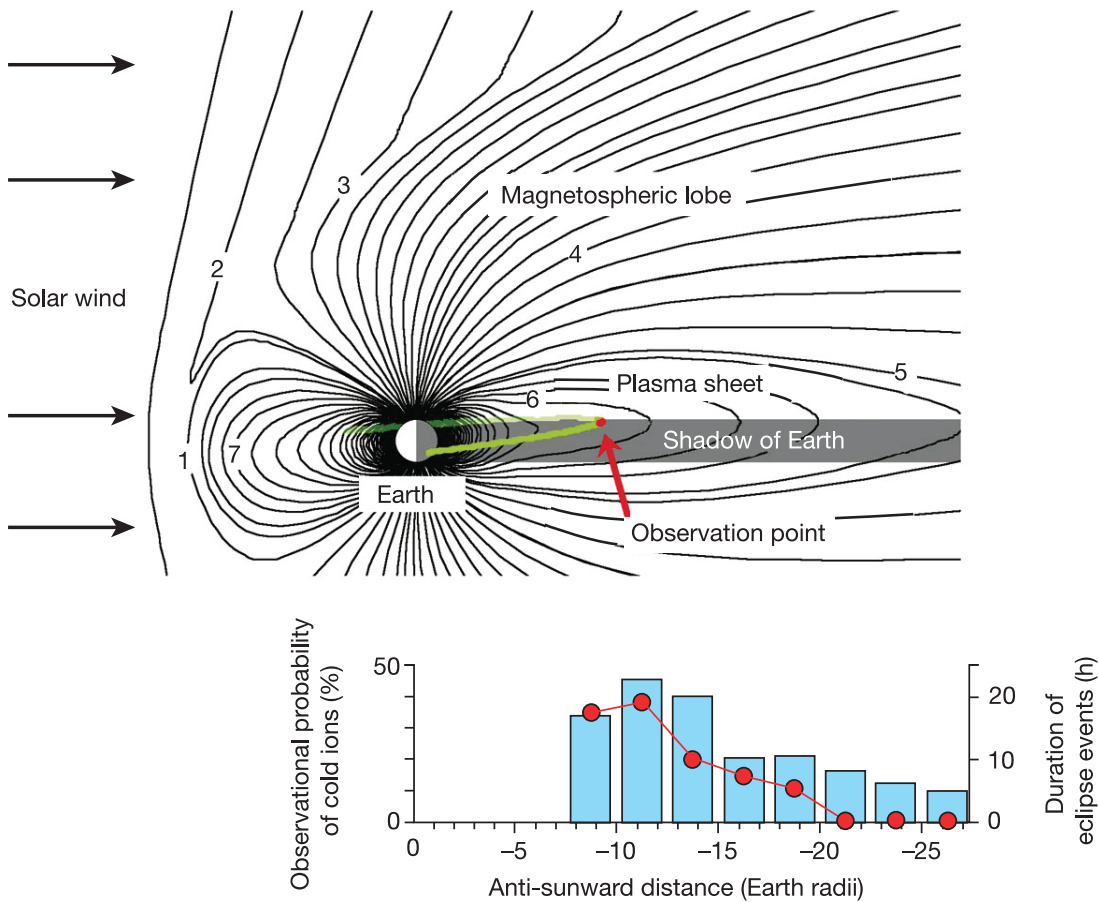 3
Magnetospheric lobe
4
2
Solar wind
5
Plasma sheet
6
1
7
Shadow of Earth
Earth
Observation point
Observational probability
of cold ions (%)
50
0
20
10
0
Duration of
eclipse events (h)
0
–5
–10
–15
–20
–25
Anti-sunward distance (Earth radii)